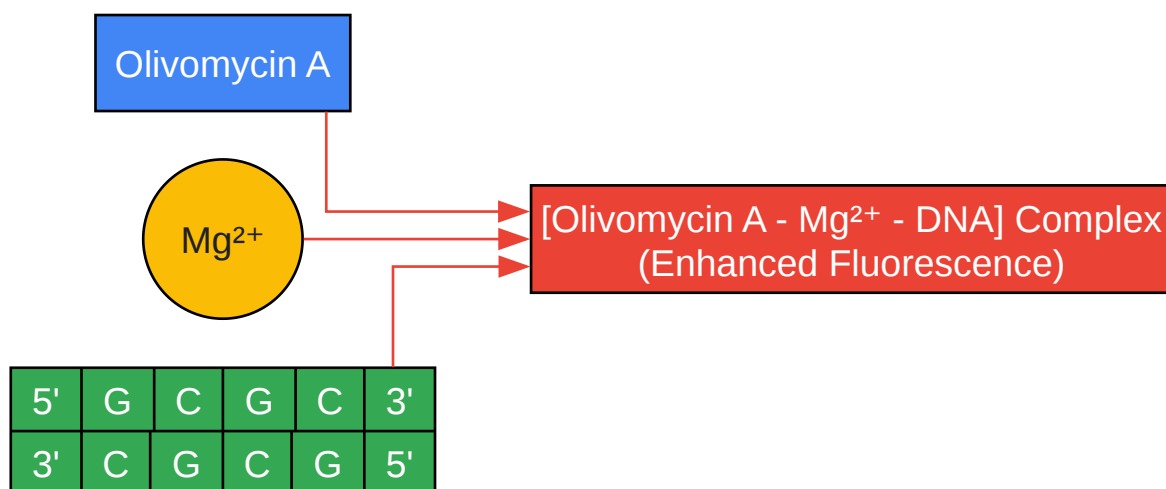 Olivomycin A
Mg²⁺
[Olivomycin A - Mg²⁺ - DNA] Complex
(Enhanced Fluorescence)
5' G C G C 3'
3' C G C G 5'